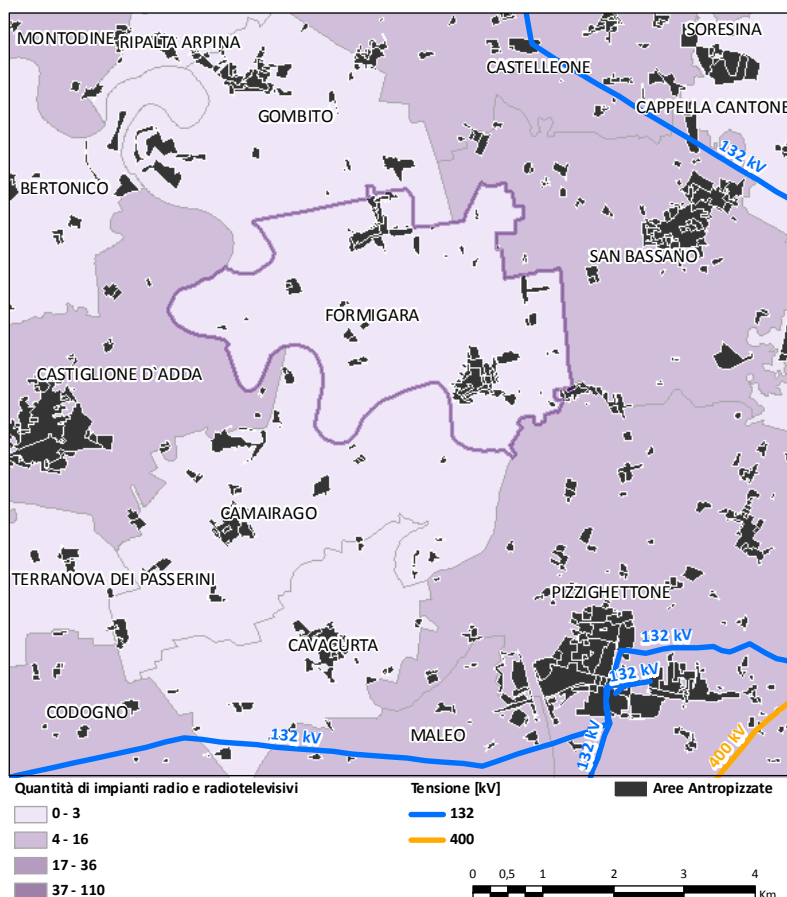 MONTODINE
RIPALTA ARPINA
SORESINA
CASTELLEONE
CAPPELLA CANTONE
GOMBITO
132 kV
BERTONICO
SAN BASSANO
FORMIGARA
CASTIGLIONE D`ADDA
CAMAIRAGO
TERRANOVA DEI PASSERINI
PIZZIGHETTONE
132 kV
CAVACURTA
132 kV
CODOGNO
132 kV
MALEO
132 kV
400 kV
Quantità di impianti radio e radiotelevisivi
0 - 3
4 - 16
17 - 36
37 - 110
Tensione [kV]
132
400
Aree Antropizzate
0 0,5 1 2 3 4
Km